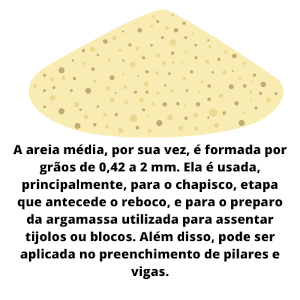 A areia média, por sua vez, é formada por
grãos de 0,42 a 2 mm. Ela é usada,
principalmente, para o chapisco, etapa
que antecede o reboco, e para o preparo
da argamassa utilizada para assentar
tijolos ou blocos. Além disso, pode ser
aplicada no preenchimento de pilares e
vigas.